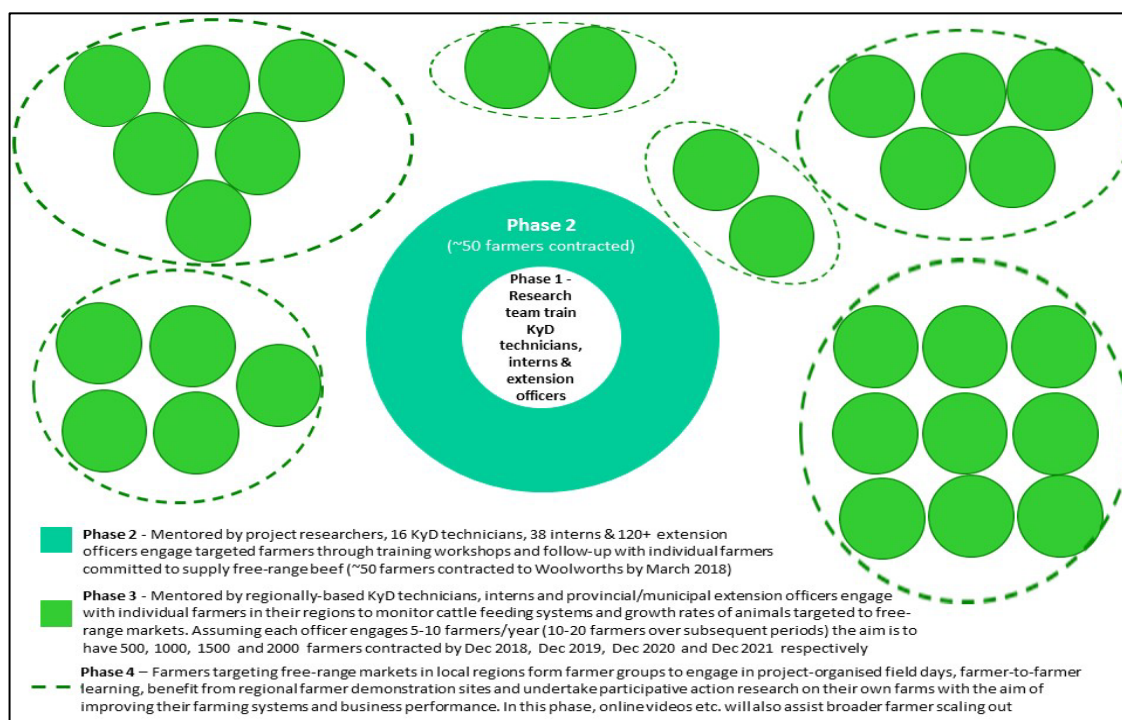 Phase 2
(~50 farmers contracted)
Phase 1 -
Research
team train
KyD
technicians,
interns &
extension
officers
Phase 2 - Mentored by project researchers, 16 KyD technicians, 38 interns & 120+ extension
officers engage targeted farmers through training workshops and follow-up with individual farmers
committed to supply free-range beef (~50 farmers contracted to Woolworths by March 2018)
Phase 3 - Mentored by regionally-based KyD technicians, interns and provincial/municipal extension officers engage
with individual farmers in their regions to monitor cattle feeding systems and growth rates of animals targeted to free-
range markets. Assuming each officer engages 5-10 farmers/year (10-20 farmers over subsequent periods) the aim is to
have 500, 1000, 1500 and 2000 farmers contracted by Dec 2018, Dec 2019, Dec 2020 and Dec 2021 respectively
Phase 4 – Farmers targeting free-range markets in local regions form farmer groups to engage in project-organised field days, farmer-to-farmer
learning, benefit from regional farmer demonstration sites and undertake participative action research on their own farms with the aim of
improving their farming systems and business performance. In this phase, online videos etc. will also assist broader farmer scaling out